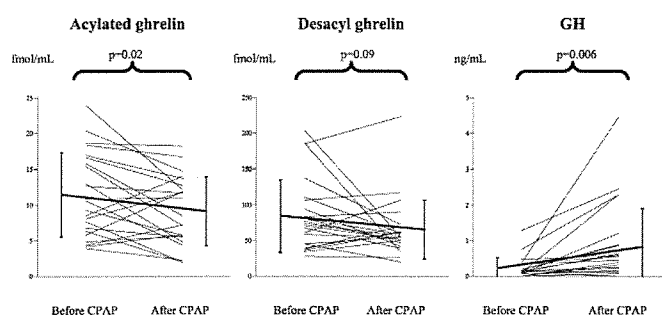 Acylated ghrelin
Desacyl ghrelin
GH
p=0.02
p=0.09
p=0.006
fmol/mL
fmol/mL
ng/mL
25
20
15
10
5
0
250
200
150
100
50
0
5
4
3
2
1
0
Before CPAP
After CPAP
Before CPAP
After CPAP
Before CPAP
After CPAP